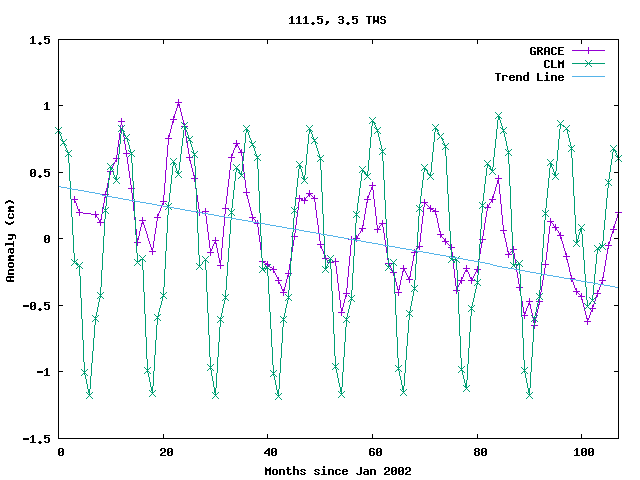 111.5, 3.5 TWS
GRACE
CLM
Trend Line
1.5
1
0.5
0
-0.5
-1
-1.5
Anomaly (cm)
0 20 40 60 80 100
Months since Jan 2002